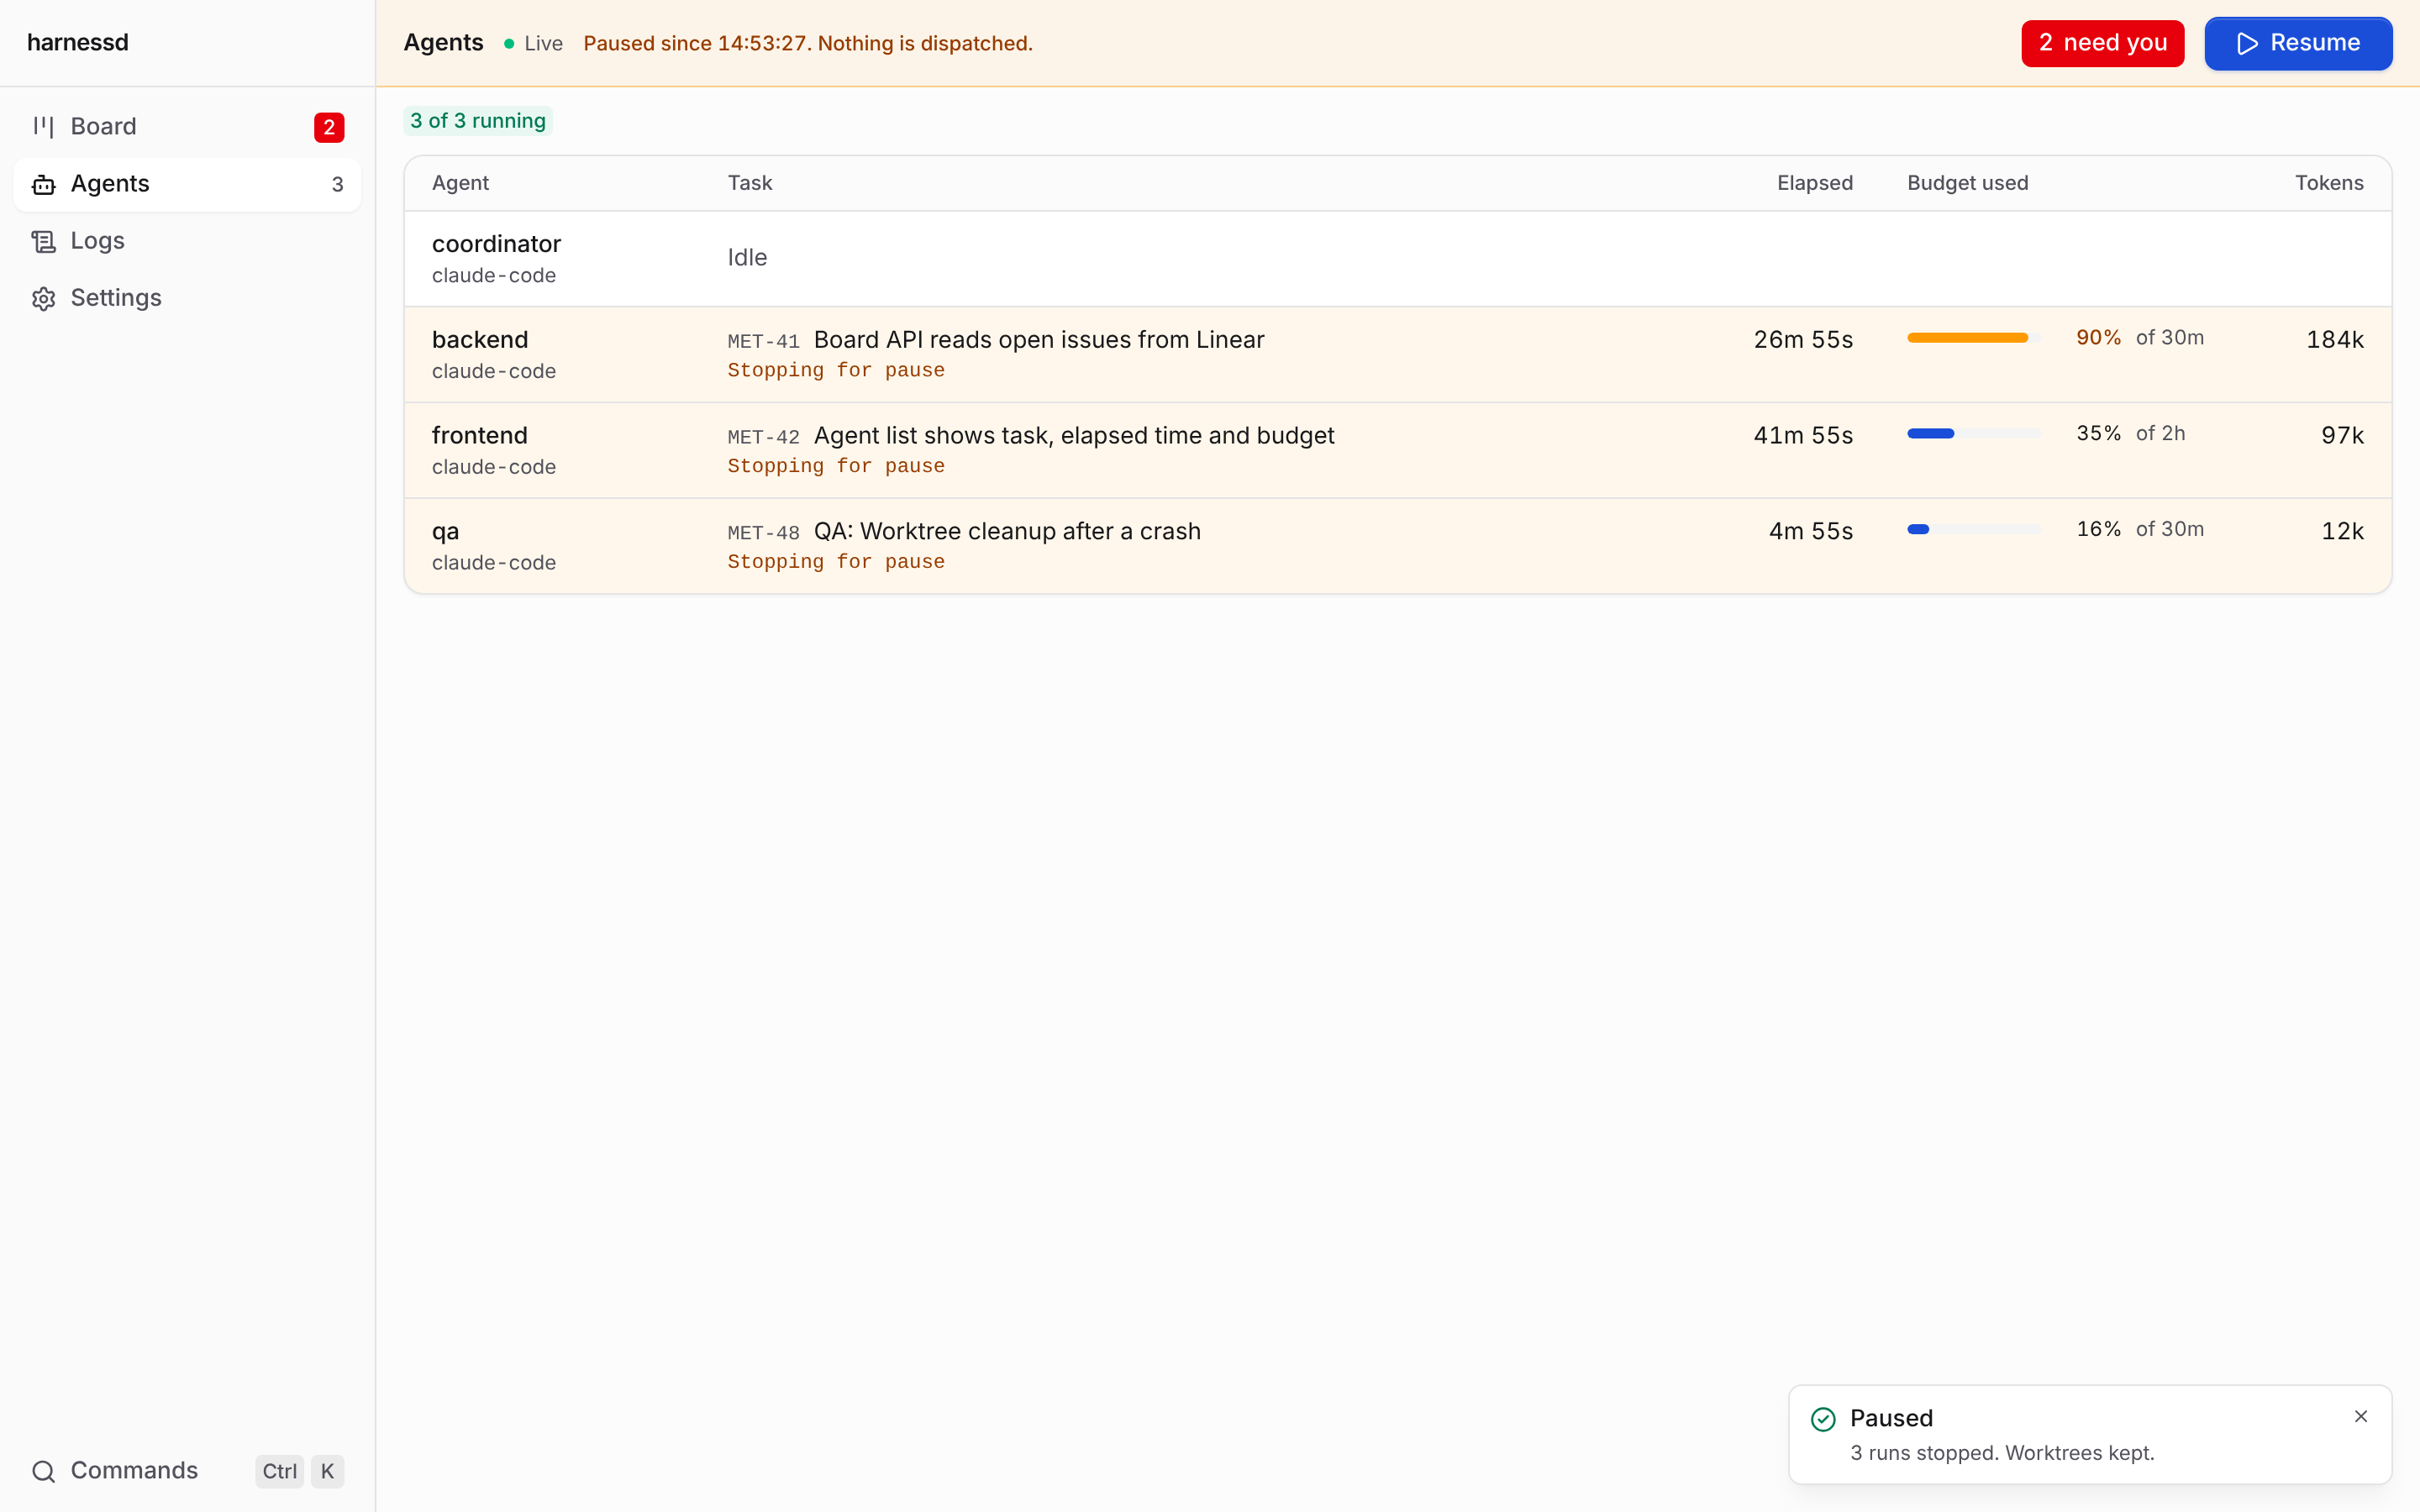 harnessd
Board 2
Agents 3
Logs
Settings
Commands Ctrl K
Agents Live Paused since 14:53:27. Nothing is dispatched. 2 need you Resume
3 of 3 running
Agent Task Elapsed Budget used Tokens
coordinator
claude-code
Idle
backend
claude-code
MET-41 Board API reads open issues from Linear
Stopping for pause
26m 55s 90% of 30m 184k
frontend
claude-code
MET-42 Agent list shows task, elapsed time and budget
Stopping for pause
41m 55s 35% of 2h 97k
qa
claude-code
MET-48 QA: Worktree cleanup after a crash
Stopping for pause
4m 55s 16% of 30m 12k
Paused
3 runs stopped. Worktrees kept.